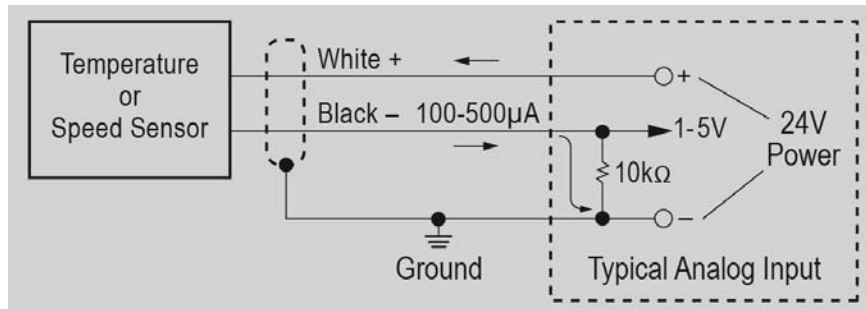 Temperature
or
Speed Sensor
White +
Black – 100-500µA
1-5V
24V
Power
10kΩ
+
–
Ground
Typical Analog Input